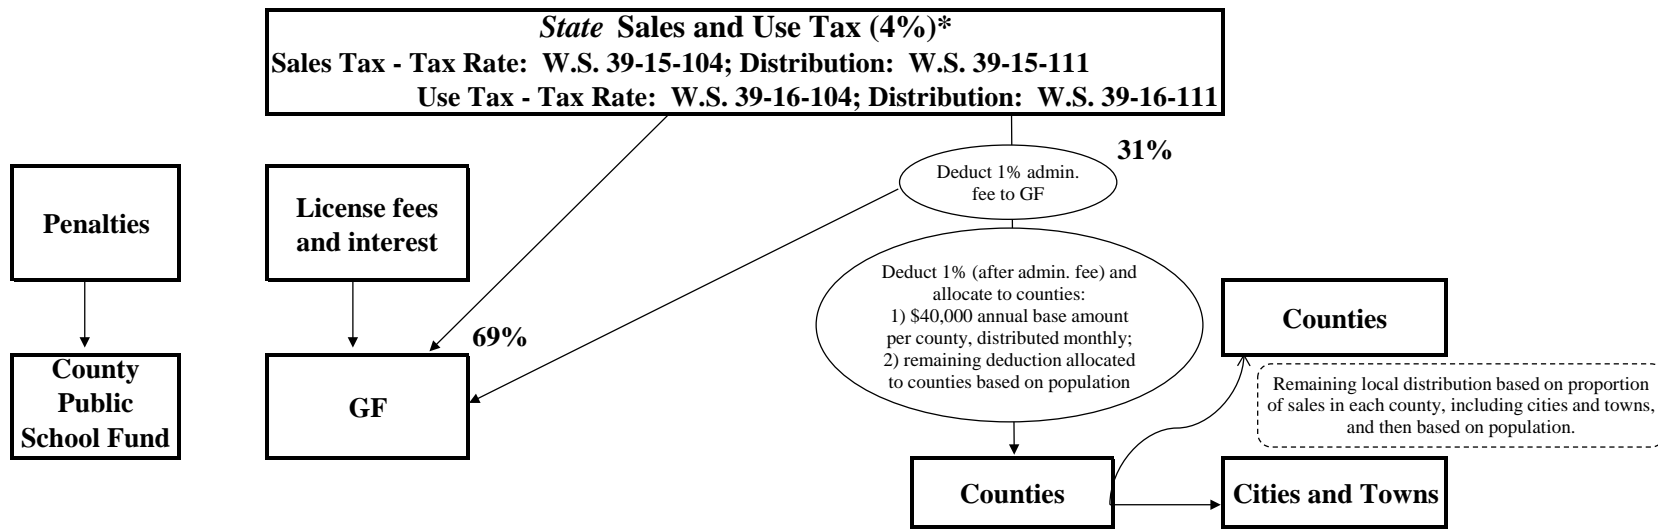 State Sales and Use Tax (4%)*
Sales Tax - Tax Rate: W.S. 39-15-104; Distribution: W.S. 39-15-111
Use Tax - Tax Rate: W.S. 39-16-104; Distribution: W.S. 39-16-111
31%
Deduct 1% admin.
fee to GF
Penalties
License fees
and interest
Deduct 1% (after admin. fee) and
allocate to counties:
1) $40,000 annual base amount
per county, distributed monthly;
2) remaining deduction allocated
to counties based on population
Counties
69%
County
Public
School Fund
GF
Remaining local distribution based on proportion
of sales in each county, including cities and towns,
and then based on population.
Counties
Cities and Towns